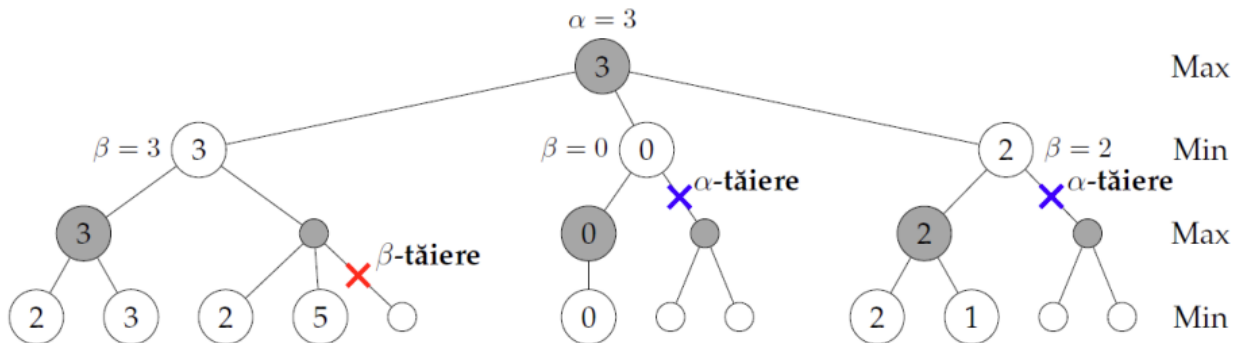 α = 3
3 Max
β = 3 3 β = 0 0 2 β = 2 Min
α-tăiere α-tăiere
3 0 2 Max
β-tăiere
2 3 2 5 0 2 1 Min